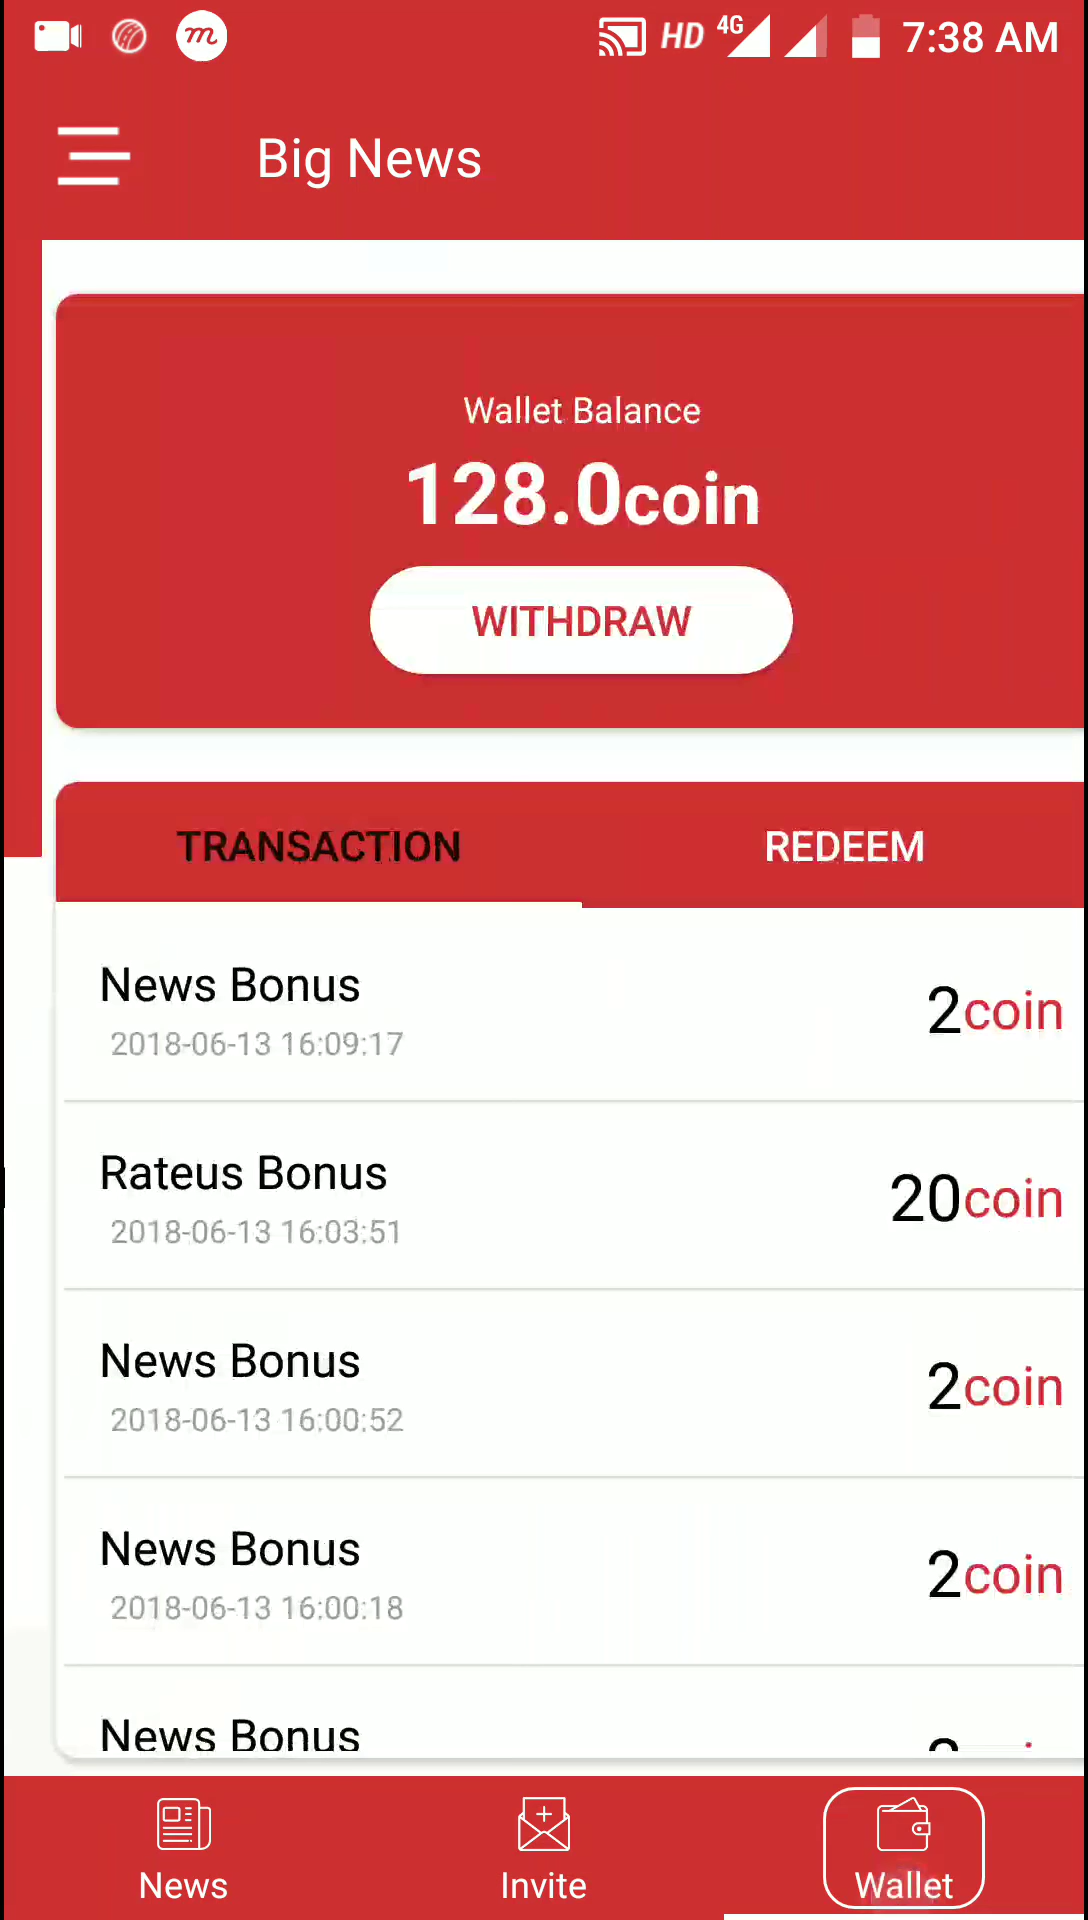 m HD 4G 7:38 AM
Big News
Wallet Balance
128.0coin
WITHDRAW
TRANSACTION REDEEM
News Bonus
2018-06-13 16:09:17
2coin
Rateus Bonus
2018-06-13 16:03:51
20coin
News Bonus
2018-06-13 16:00:52
2coin
News Bonus
2018-06-13 16:00:18
2coin
News Bonus
News Invite Wallet